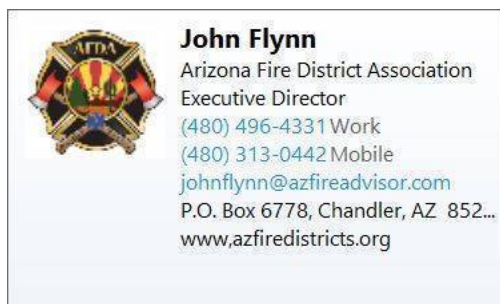 AFDA
John Flynn
Arizona Fire District Association
Executive Director
(480) 496-4331 Work
(480) 313-0442 Mobile
johnflynn@azfireadvisor.com
P.O. Box 6778, Chandler, AZ  852...
www,azfiredistricts.org